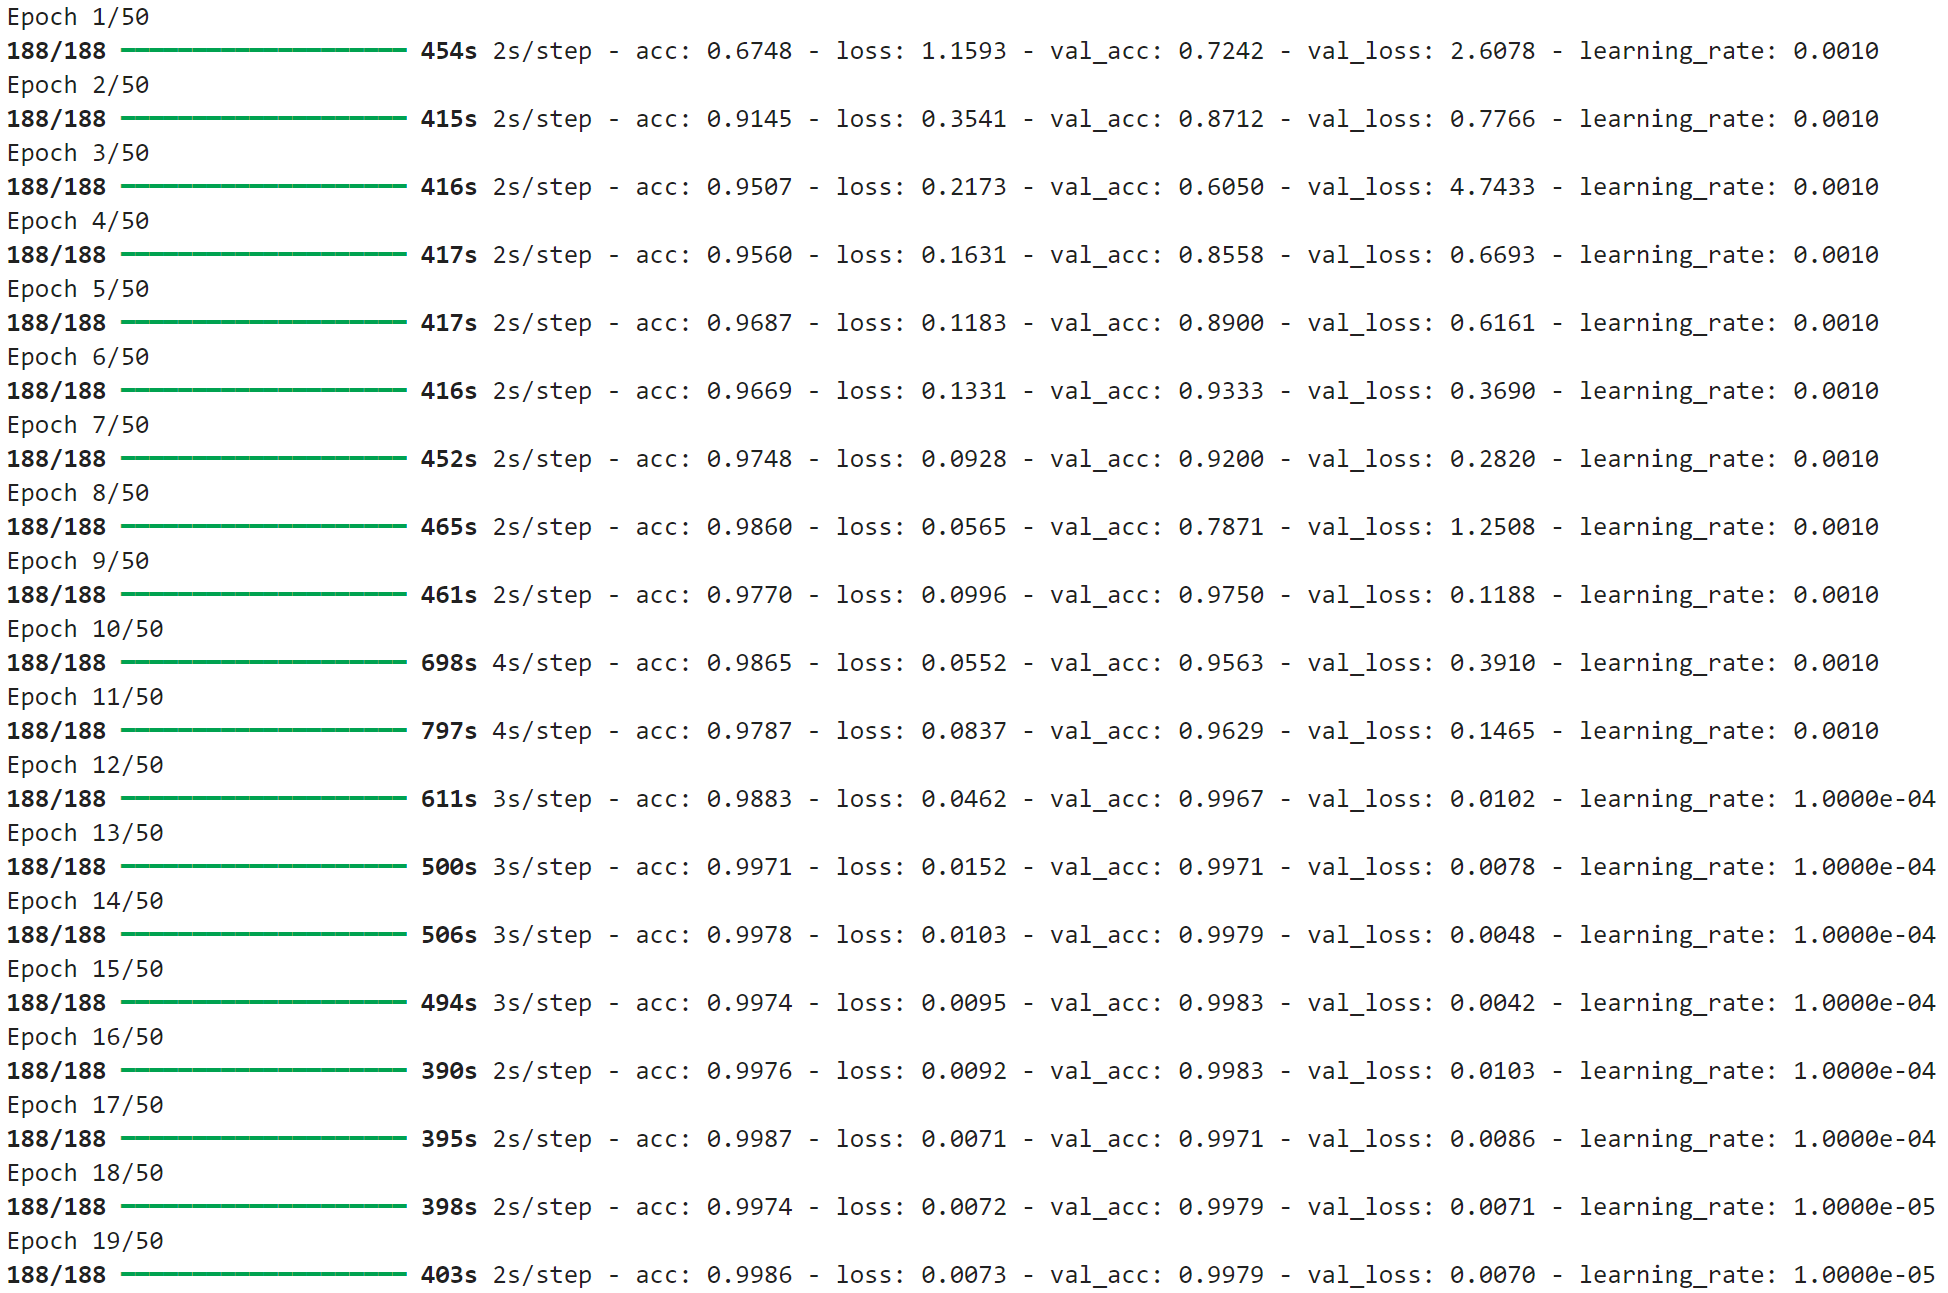 Epoch 1/50
188/188 ━━━━━━━━━━━━━━━━━━━━ 454s 2s/step - acc: 0.6748 - loss: 1.1593 - val_acc: 0.7242 - val_loss: 2.6078 - learning_rate: 0.0010
Epoch 2/50
188/188 ━━━━━━━━━━━━━━━━━━━━ 415s 2s/step - acc: 0.9145 - loss: 0.3541 - val_acc: 0.8712 - val_loss: 0.7766 - learning_rate: 0.0010
Epoch 3/50
188/188 ━━━━━━━━━━━━━━━━━━━━ 416s 2s/step - acc: 0.9507 - loss: 0.2173 - val_acc: 0.6050 - val_loss: 4.7433 - learning_rate: 0.0010
Epoch 4/50
188/188 ━━━━━━━━━━━━━━━━━━━━ 417s 2s/step - acc: 0.9560 - loss: 0.1631 - val_acc: 0.8558 - val_loss: 0.6693 - learning_rate: 0.0010
Epoch 5/50
188/188 ━━━━━━━━━━━━━━━━━━━━ 417s 2s/step - acc: 0.9687 - loss: 0.1183 - val_acc: 0.8900 - val_loss: 0.6161 - learning_rate: 0.0010
Epoch 6/50
188/188 ━━━━━━━━━━━━━━━━━━━━ 416s 2s/step - acc: 0.9669 - loss: 0.1331 - val_acc: 0.9333 - val_loss: 0.3690 - learning_rate: 0.0010
Epoch 7/50
188/188 ━━━━━━━━━━━━━━━━━━━━ 452s 2s/step - acc: 0.9748 - loss: 0.0928 - val_acc: 0.9200 - val_loss: 0.2820 - learning_rate: 0.0010
Epoch 8/50
188/188 ━━━━━━━━━━━━━━━━━━━━ 465s 2s/step - acc: 0.9860 - loss: 0.0565 - val_acc: 0.7871 - val_loss: 1.2508 - learning_rate: 0.0010
Epoch 9/50
188/188 ━━━━━━━━━━━━━━━━━━━━ 461s 2s/step - acc: 0.9770 - loss: 0.0996 - val_acc: 0.9750 - val_loss: 0.1188 - learning_rate: 0.0010
Epoch 10/50
188/188 ━━━━━━━━━━━━━━━━━━━━ 698s 4s/step - acc: 0.9865 - loss: 0.0552 - val_acc: 0.9563 - val_loss: 0.3910 - learning_rate: 0.0010
Epoch 11/50
188/188 ━━━━━━━━━━━━━━━━━━━━ 797s 4s/step - acc: 0.9787 - loss: 0.0837 - val_acc: 0.9629 - val_loss: 0.1465 - learning_rate: 0.0010
Epoch 12/50
188/188 ━━━━━━━━━━━━━━━━━━━━ 611s 3s/step - acc: 0.9883 - loss: 0.0462 - val_acc: 0.9967 - val_loss: 0.0102 - learning_rate: 1.0000e-04
Epoch 13/50
188/188 ━━━━━━━━━━━━━━━━━━━━ 500s 3s/step - acc: 0.9971 - loss: 0.0152 - val_acc: 0.9971 - val_loss: 0.0078 - learning_rate: 1.0000e-04
Epoch 14/50
188/188 ━━━━━━━━━━━━━━━━━━━━ 506s 3s/step - acc: 0.9978 - loss: 0.0103 - val_acc: 0.9979 - val_loss: 0.0048 - learning_rate: 1.0000e-04
Epoch 15/50
188/188 ━━━━━━━━━━━━━━━━━━━━ 494s 3s/step - acc: 0.9974 - loss: 0.0095 - val_acc: 0.9983 - val_loss: 0.0042 - learning_rate: 1.0000e-04
Epoch 16/50
188/188 ━━━━━━━━━━━━━━━━━━━━ 390s 2s/step - acc: 0.9976 - loss: 0.0092 - val_acc: 0.9983 - val_loss: 0.0103 - learning_rate: 1.0000e-04
Epoch 17/50
188/188 ━━━━━━━━━━━━━━━━━━━━ 395s 2s/step - acc: 0.9987 - loss: 0.0071 - val_acc: 0.9971 - val_loss: 0.0086 - learning_rate: 1.0000e-04
Epoch 18/50
188/188 ━━━━━━━━━━━━━━━━━━━━ 398s 2s/step - acc: 0.9974 - loss: 0.0072 - val_acc: 0.9979 - val_loss: 0.0071 - learning_rate: 1.0000e-05
Epoch 19/50
188/188 ━━━━━━━━━━━━━━━━━━━━ 403s 2s/step - acc: 0.9986 - loss: 0.0073 - val_acc: 0.9979 - val_loss: 0.0070 - learning_rate: 1.0000e-05